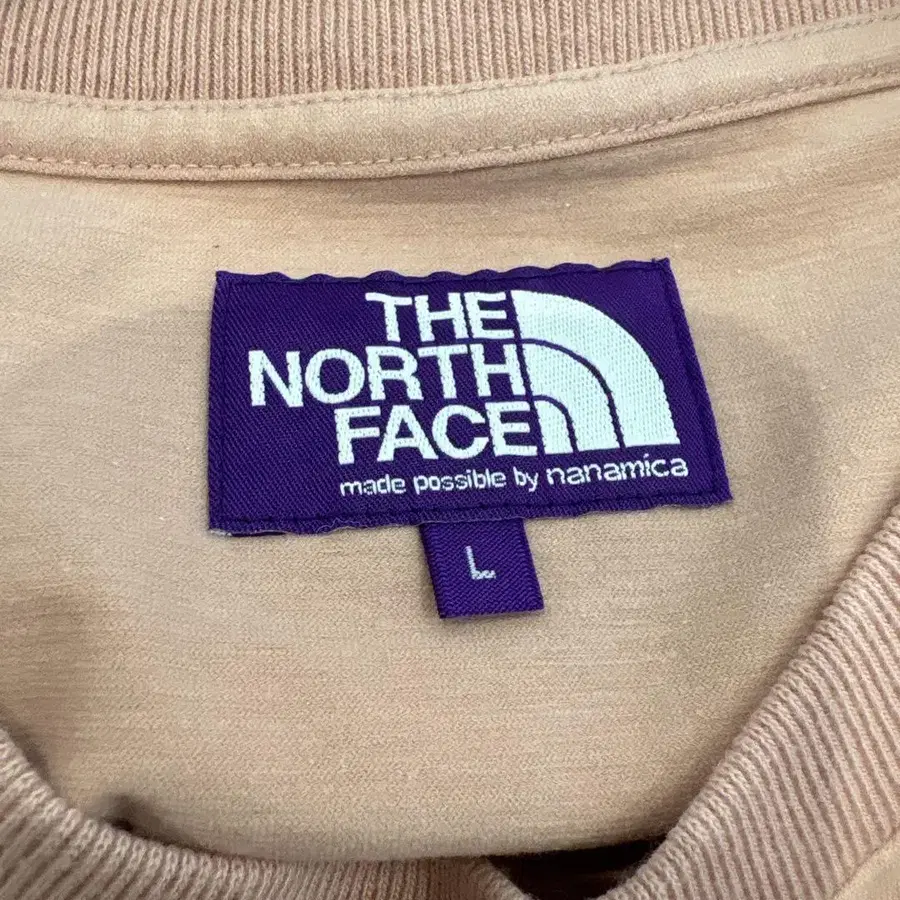 THE
NORTH
FACE
made possible by nanamica
L